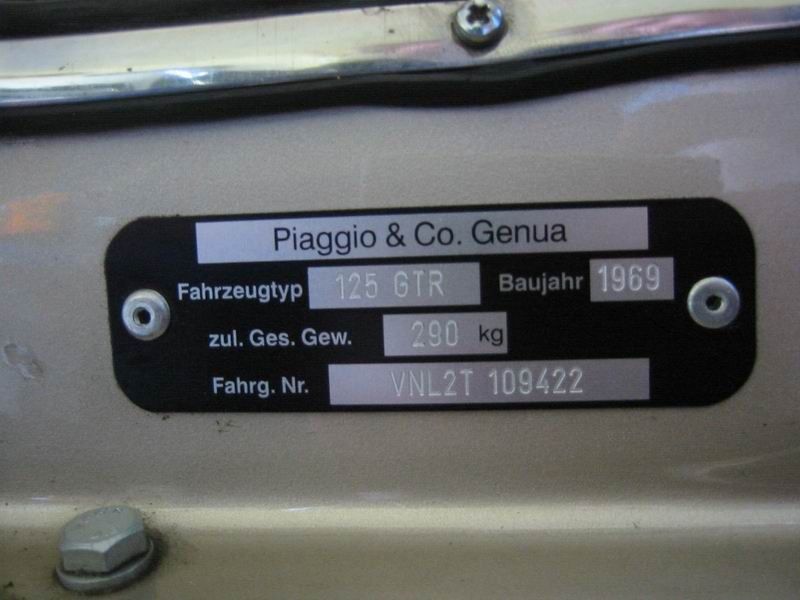 Piaggio & Co. Genua
Fahrzeugtyp 125 GTR Baujahr 1969
zul. Ges. Gew. 290 kg
Fahrg. Nr. VNL2T 109422